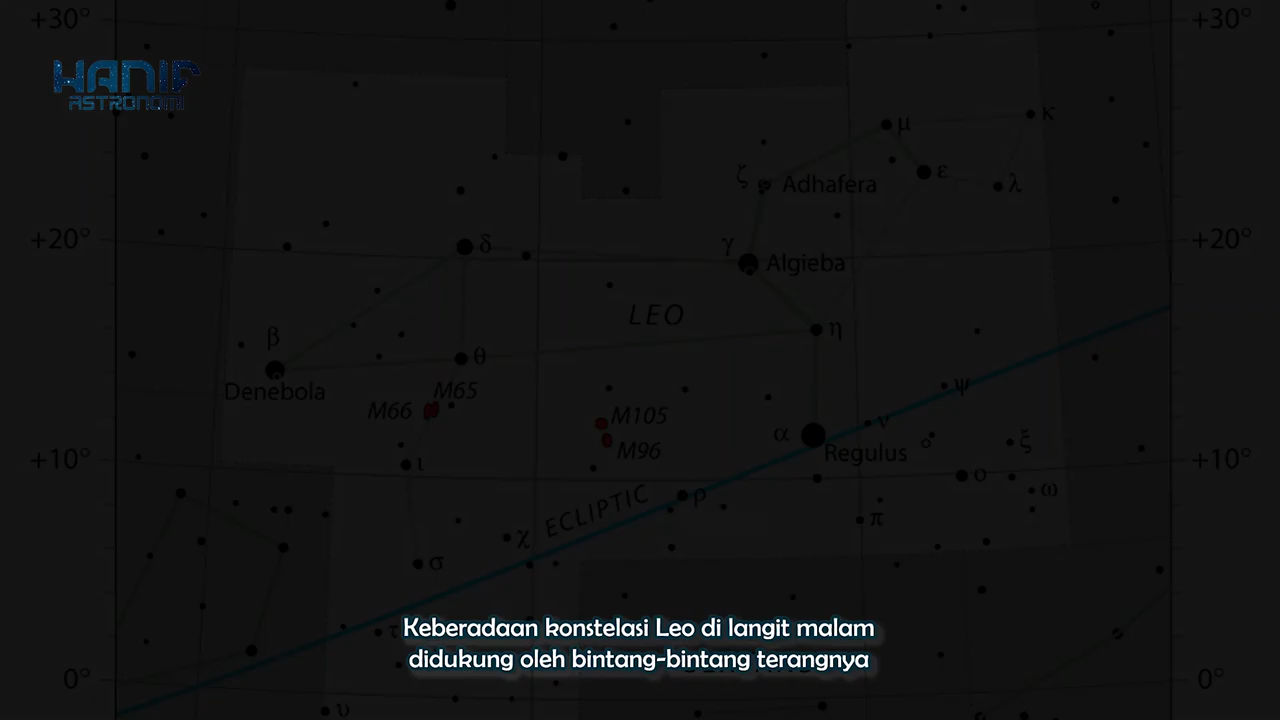 +30°
+30°
HANIF
ASTRONOMI
μ
κ
ζ
Adhafera
ε
λ
+20°
δ
γ
Algieba
+20°
LEO
β
θ
η
Denebola
M65
M66
M105
ψ
M96
α
ν
Regulus
ξ
+10°
ι
ο
+10°
ECLIPTIC
ρ
ω
χ
π
σ
τ
Keberadaan konstelasi Leo di langit malam
didukung oleh bintang-bintang terangnya
0°
0°
υ